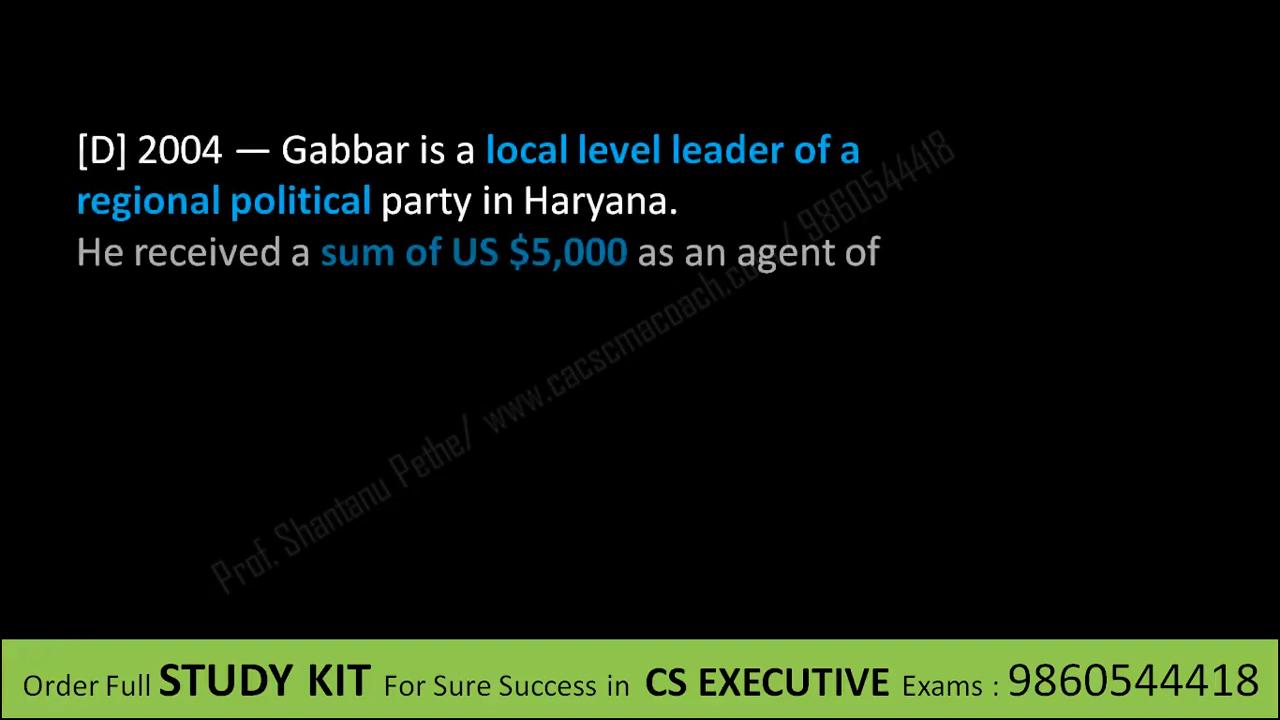 [D] 2004 — Gabbar is a local level leader of a
regional political party in Haryana.
He received a sum of US $5,000 as an agent of
Prof. Shantanu Pethe/ www.cacscmacoach.com/ 9860544418
Order Full STUDY KIT For Sure Success in CS EXECUTIVE Exams : 9860544418